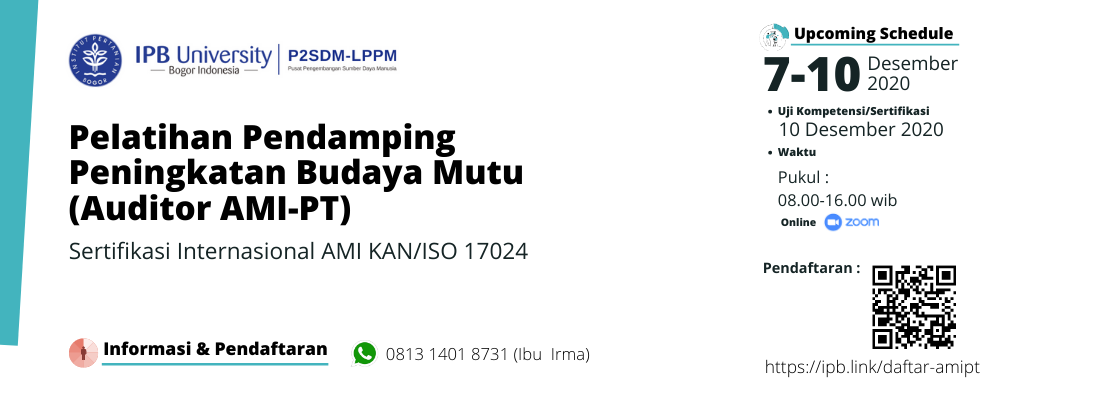 INSTITUT PERTANIAN
BOGOR
IPB University
Bogor Indonesia
P2SDM-LPPM
Pusat Pengembangan Sumber Daya Manusia
Pelatihan Pendamping
Peningkatan Budaya Mutu
(Auditor AMI-PT)
Sertifikasi Internasional AMI KAN/ISO 17024
Informasi & Pendaftaran
0813 1401 8731 (Ibu Irma)
Upcoming Schedule
7-10 Desember
2020
• Uji Kompetensi/Sertifikasi
10 Desember 2020
• Waktu
Pukul :
08.00-16.00 wib
Online zoom
Pendaftaran :
https://ipb.link/daftar-amipt